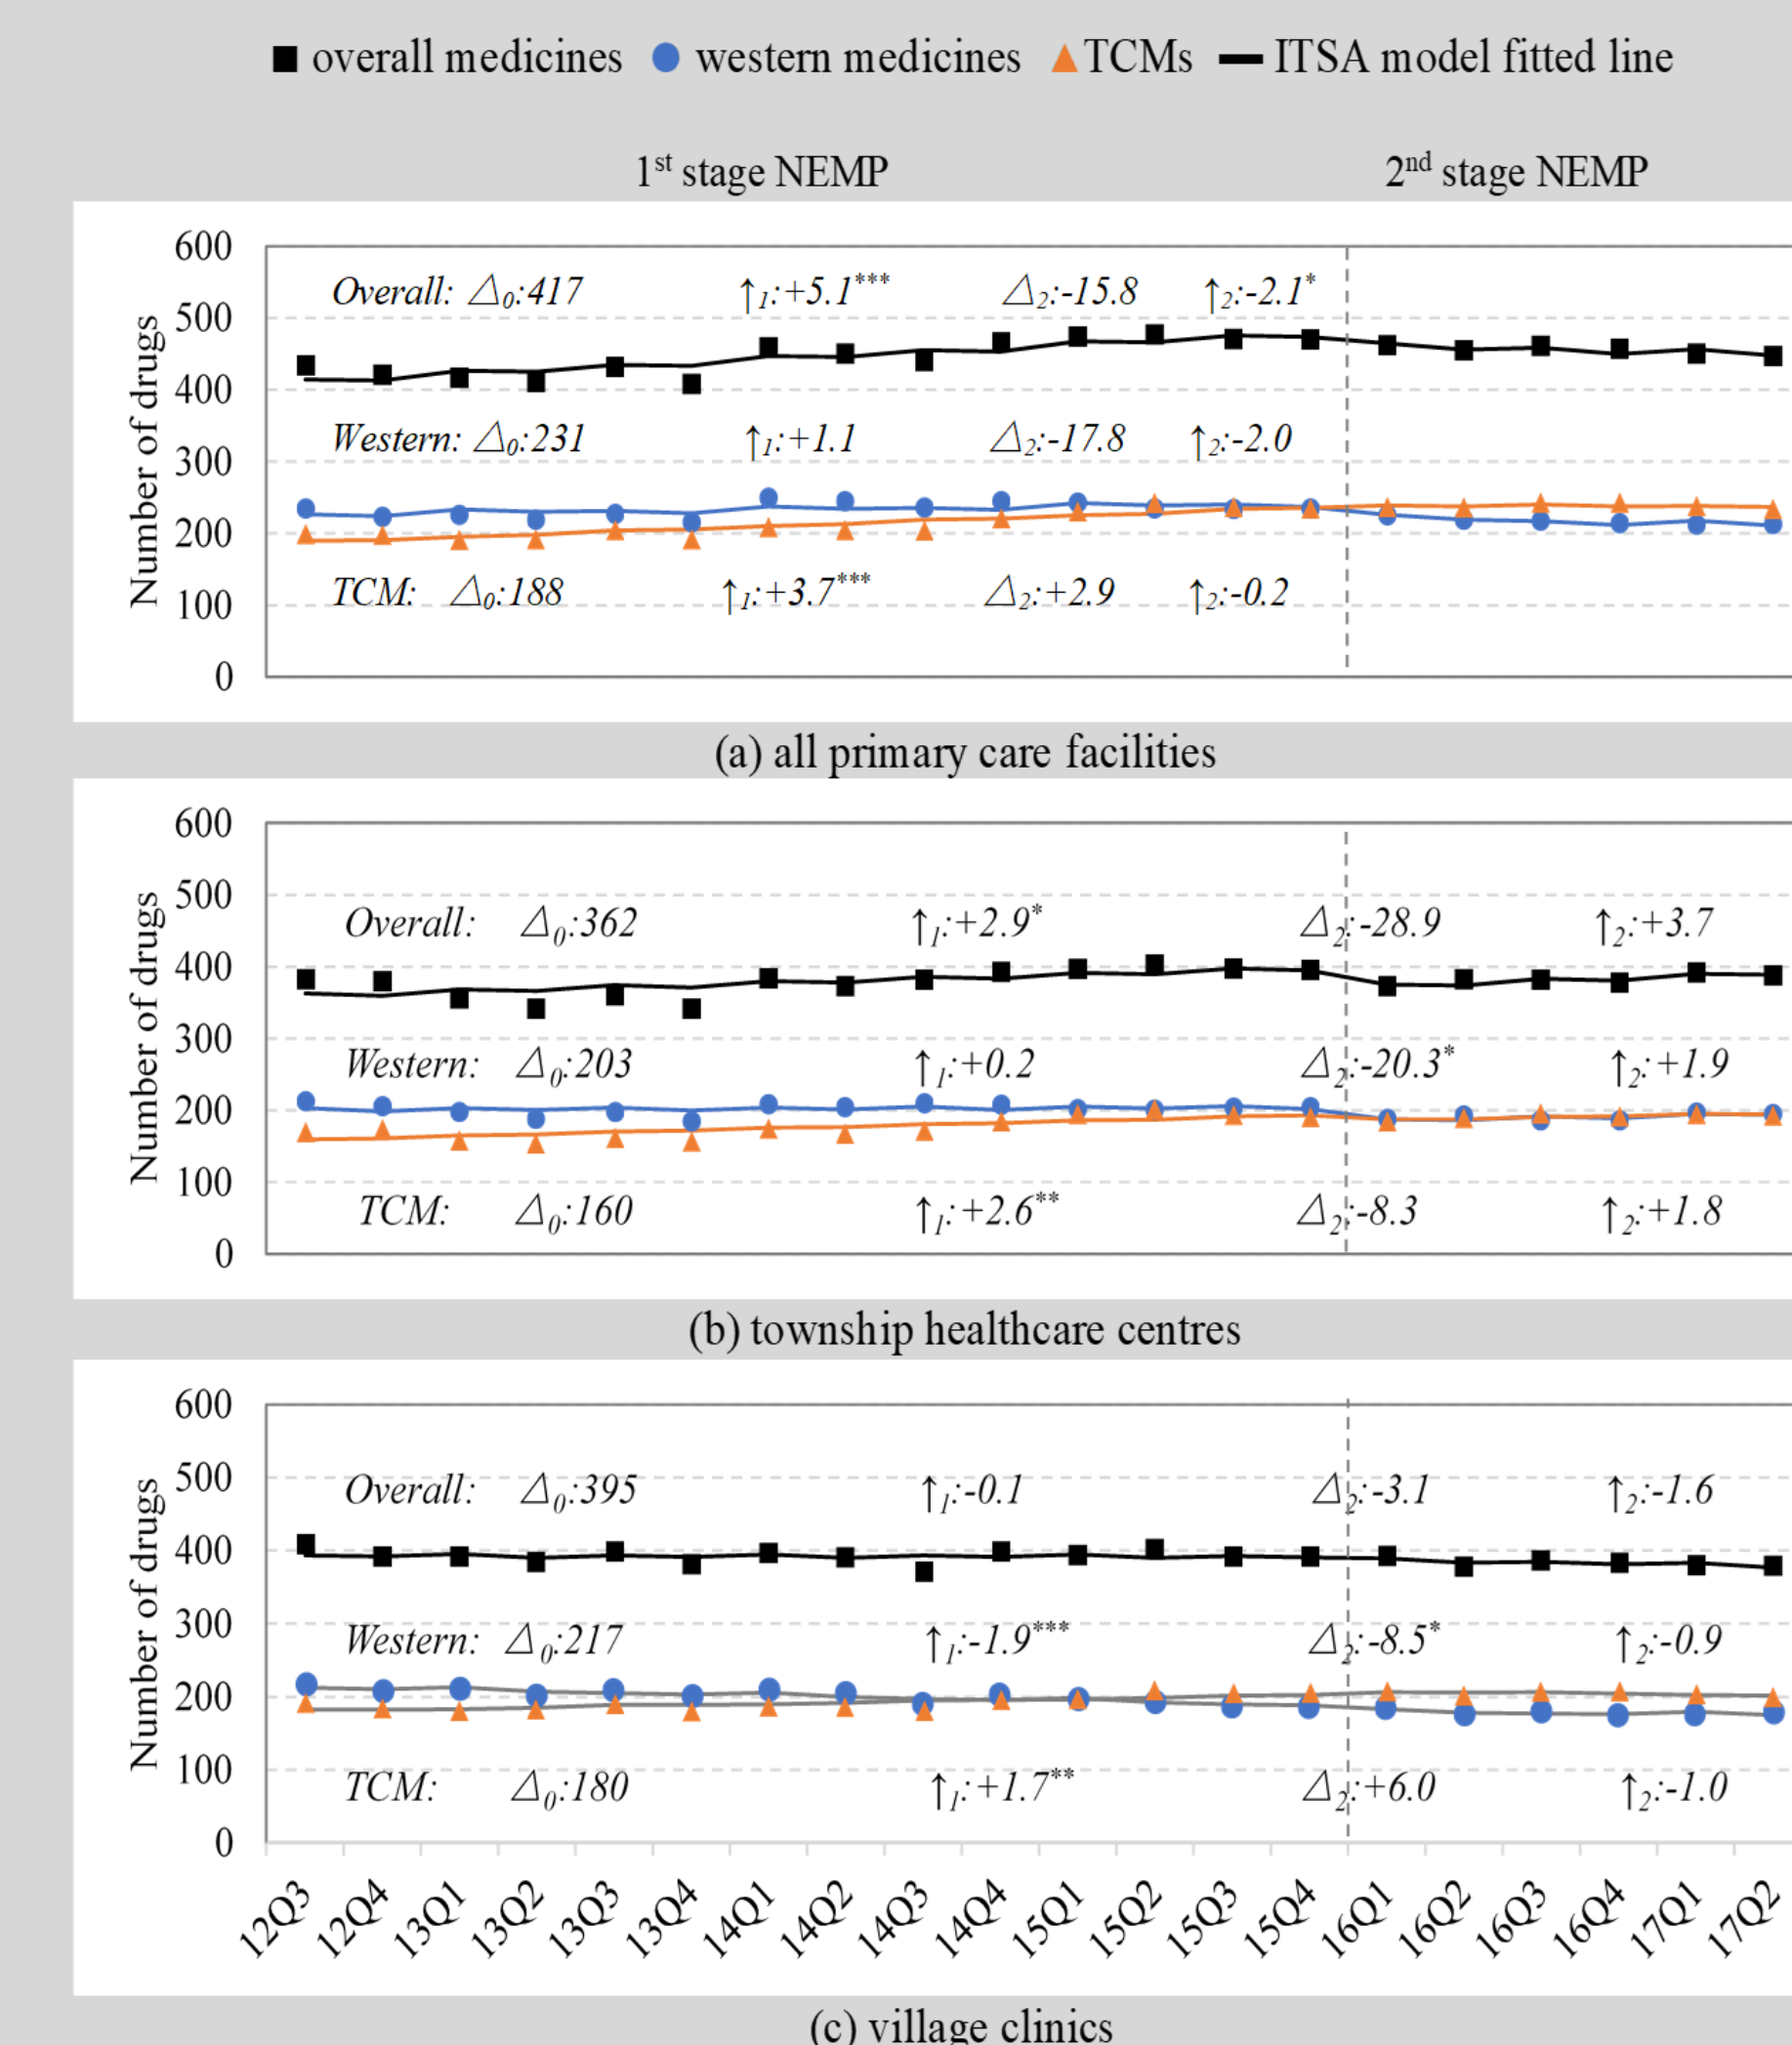 overall medicines western medicines TCMs ITSA model fitted line
1st stage NEMP 2nd stage NEMP
Number of drugs
600
500
400
300
200
100
0
Overall: △0:417 ↑1:+5.1*** △2:-15.8 ↑2:-2.1*
Western: △0:231 ↑1:+1.1 △2:-17.8 ↑2:-2.0
TCM: △0:188 ↑1:+3.7*** △2:+2.9 ↑2:-0.2
(a) all primary care facilities
Number of drugs
600
500
400
300
200
100
0
Overall: △0:362 ↑1:+2.9* △2:-28.9 ↑2:+3.7
Western: △0:203 ↑1:+0.2 △2:-20.3* ↑2:+1.9
TCM: △0:160 ↑1:+2.6** △2:-8.3 ↑2:+1.8
(b) township healthcare centres
Number of drugs
600
500
400
300
200
100
0
Overall: △0:395 ↑1:-0.1 △2:-3.1 ↑2:-1.6
Western: △0:217 ↑1:-1.9*** △2:-8.5* ↑2:-0.9
TCM: △0:180 ↑1:+1.7** △2:+6.0 ↑2:-1.0
12Q3 12Q4 13Q1 13Q2 13Q3 13Q4 14Q1 14Q2 14Q3 14Q4 15Q1 15Q2 15Q3 15Q4 16Q1 16Q2 16Q3 16Q4 17Q1 17Q2
(c) village clinics